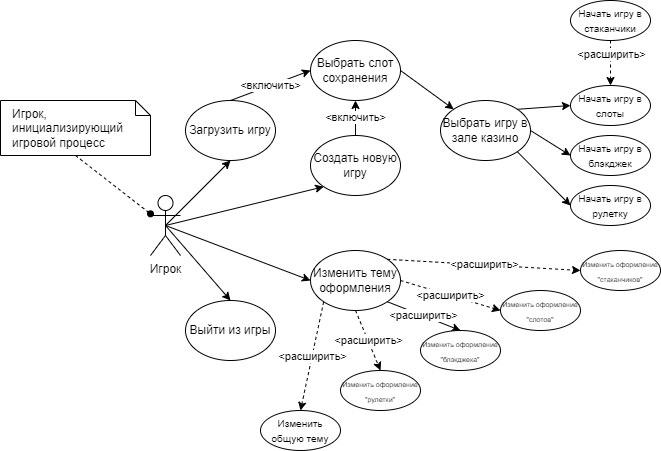 Начать игру в
стаканчики
<расширить>
Выбрать слот
сохранения
<включить>
Начать игру в
слоты
Игрок,
инициализирующий
игровой процесс
Загрузить игру
<включить>
Выбрать игру в
зале казино
Начать игру в
блэкджек
Создать новую
игру
Начать игру в
рулетку
Игрок
Изменить тему
оформления
<расширить>
Изменить оформление
"стаканчиков"
<расширить>
Изменить оформление
"слотов"
<расширить>
Выйти из игры
<расширить>
<расширить>
Изменить оформление
"блэкджека"
Изменить оформление
"рулетки"
Изменить
общую тему